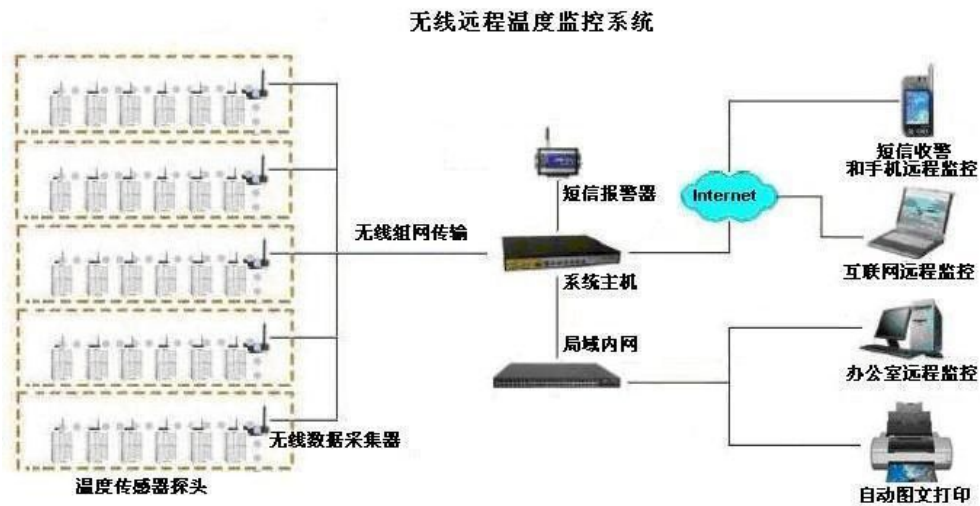 无线远程温度监控系统
短信收警
和手机远程监控
短信报警器
Internet
无线组网传输
系统主机
互联网远程监控
局域内网
办公室远程监控
无线数据采集器
温度传感器探头
自动图文打印